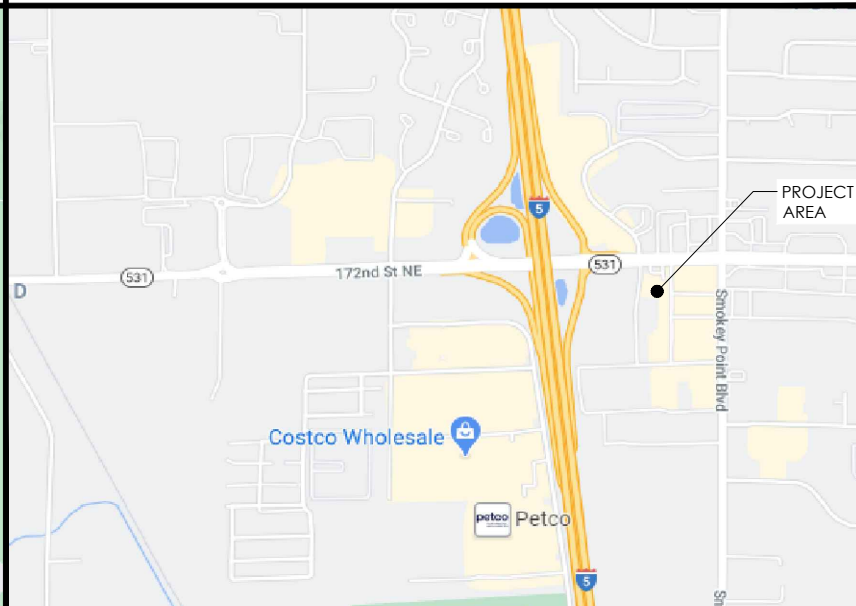 5
PROJECT
AREA
531
531
172nd St NE
D
Smokey Point Blvd
Costco Wholesale
petco Petco
5